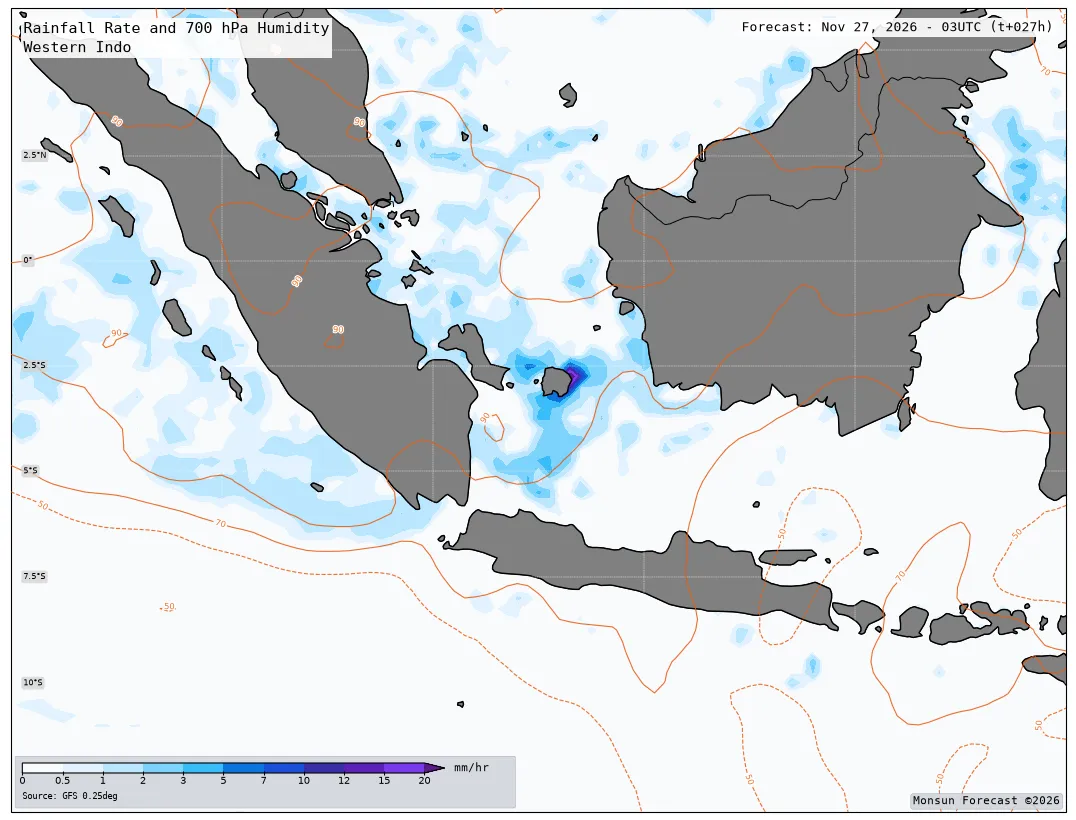 Rainfall Rate and 700 hPa Humidity
Western Indo
Forecast: Nov 27, 2026 - 03UTC (t+027h)
50
70
90
90
2.5°N
0°
90
90
90
2.5°S
90
5°S
50
70
50
50
70
7.5°S
50
10°S
50
50
50
0 0.5 1 2 3 5 7 10 12 15 20 mm/hr
Source: GFS 0.25deg
Monsun Forecast ©2026